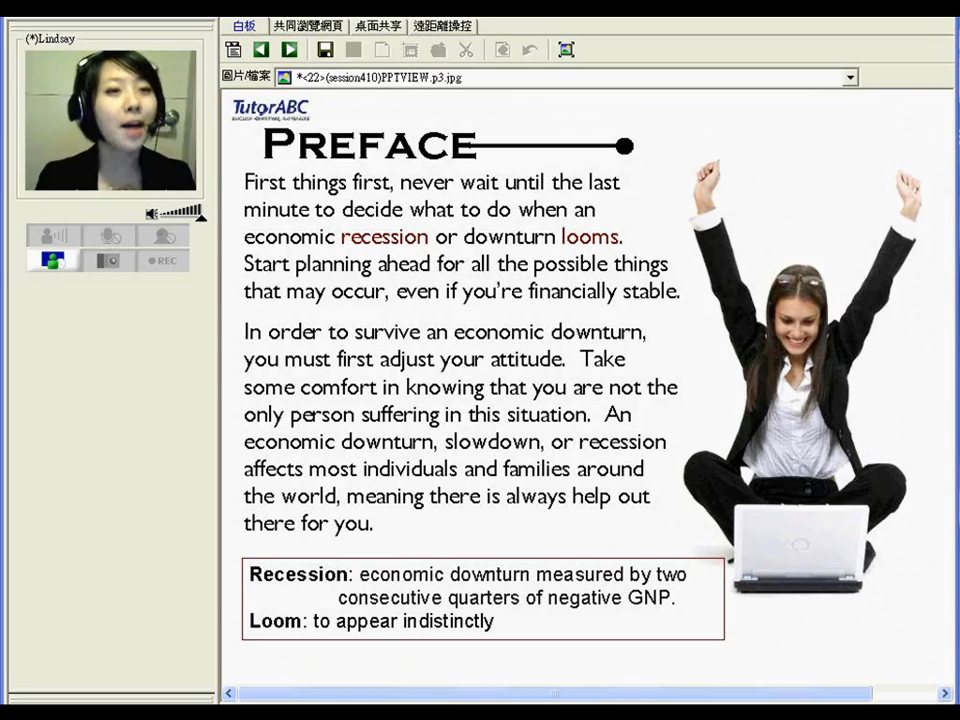 (*)Lindsay
REC
白板 共同瀏覽網頁 桌面共享 遠距離操控
圖片/檔案 *<22>(session410)PPTVIEW.p3.jpg
TutorABC
PREFACE
First things first, never wait until the last
minute to decide what to do when an
economic recession or downturn looms.
Start planning ahead for all the possible things
that may occur, even if you're financially stable.
In order to survive an economic downturn,
you must first adjust your attitude. Take
some comfort in knowing that you are not the
only person suffering in this situation. An
economic downturn, slowdown, or recession
affects most individuals and families around
the world, meaning there is always help out
there for you.
Recession: economic downturn measured by two
consecutive quarters of negative GNP.
Loom: to appear indistinctly